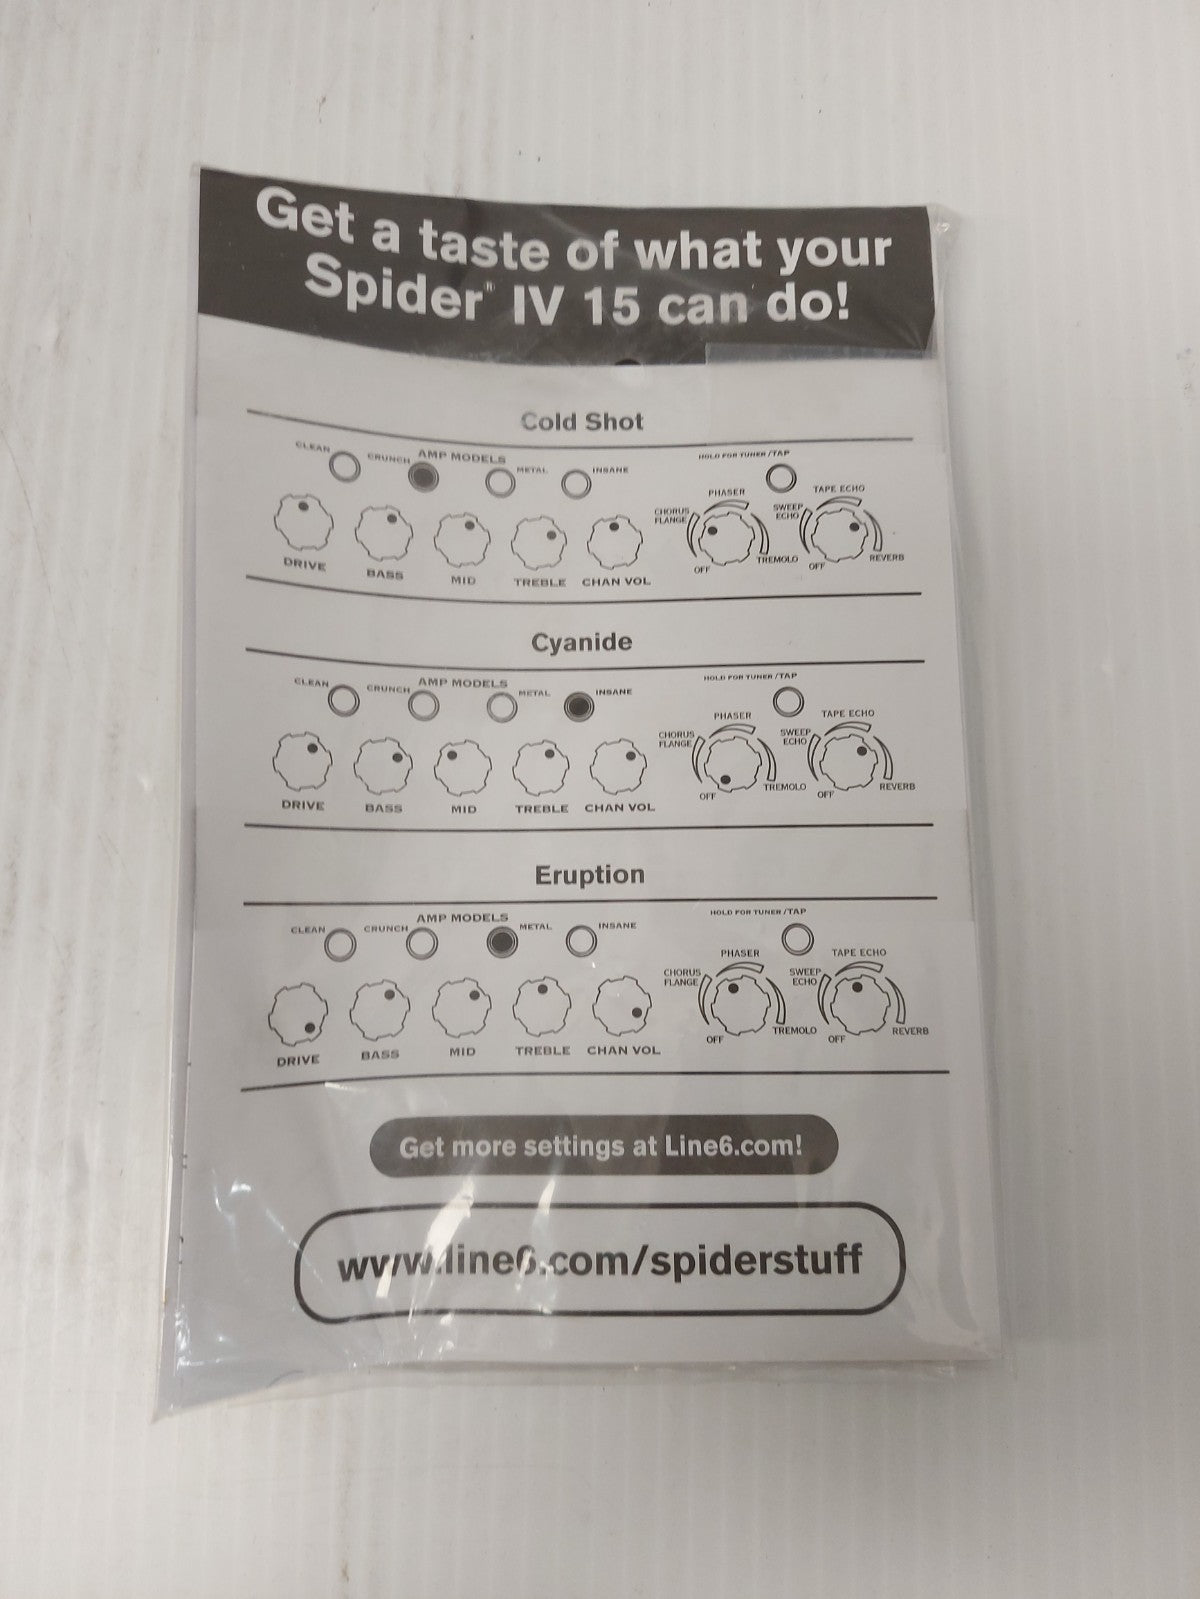 Get a taste of what your
Spider™ IV 15 can do!
Cold Shot
CLEAN CRUNCH AMP MODELS METAL INSANE
HOLD FOR TUNER/TAP
PHASER TAPE ECHO
CHORUS FLANGE SWEEP ECHO
OFF TREMOLO OFF REVERB
DRIVE BASS MID TREBLE CHAN VOL
Cyanide
CLEAN CRUNCH AMP MODELS METAL INSANE
HOLD FOR TUNER/TAP
PHASER TAPE ECHO
CHORUS FLANGE SWEEP ECHO
OFF TREMOLO OFF REVERB
DRIVE BASS MID TREBLE CHAN VOL
Eruption
CLEAN CRUNCH AMP MODELS METAL INSANE
HOLD FOR TUNER/TAP
PHASER TAPE ECHO
CHORUS FLANGE SWEEP ECHO
OFF TREMOLO OFF REVERB
DRIVE BASS MID TREBLE CHAN VOL
Get more settings at Line6.com!
www.line6.com/spiderstuff